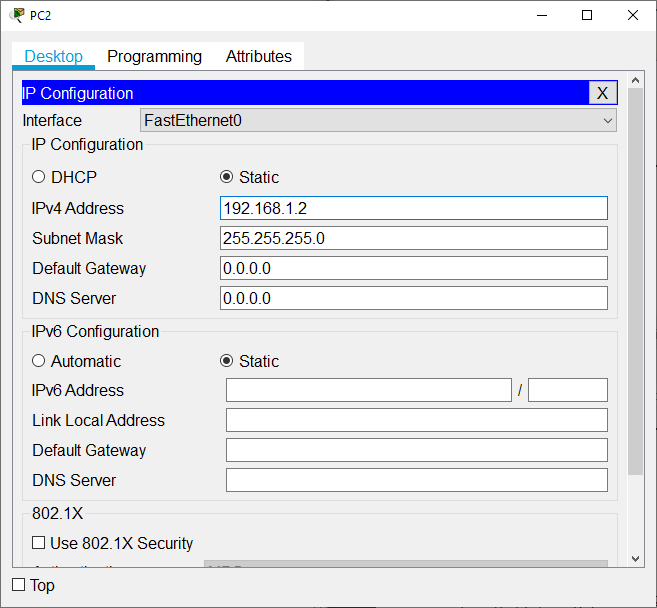 PC2
Desktop Programming Attributes
IP Configuration X
Interface FastEthernet0
IP Configuration
DHCP Static
IPv4 Address 192.168.1.2
Subnet Mask 255.255.255.0
Default Gateway 0.0.0.0
DNS Server 0.0.0.0
IPv6 Configuration
Automatic Static
IPv6 Address /
Link Local Address
Default Gateway
DNS Server
802.1X
Use 802.1X Security
Top